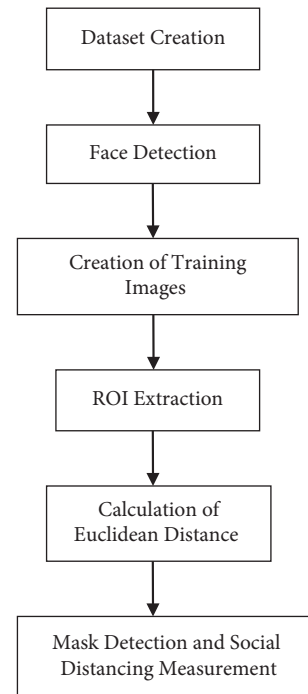 Dataset Creation
Face Detection
Creation of Training
Images
ROI Extraction
Calculation of
Euclidean Distance
Mask Detection and Social
Distancing Measurement